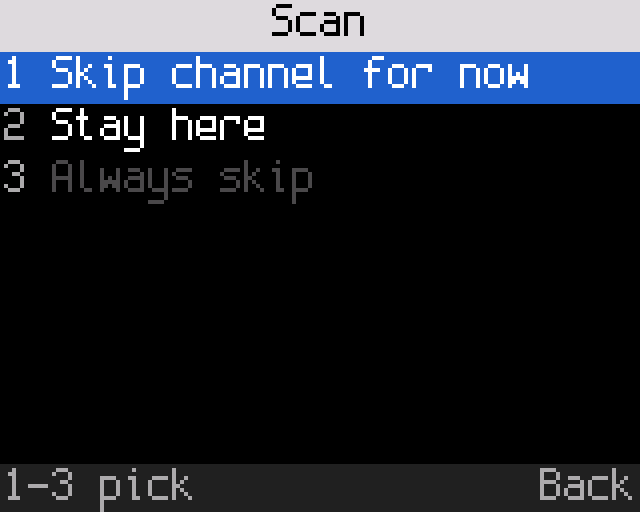 Scan
1 Skip channel for now
2 Stay here
3 Always skip
1-3 pick Back